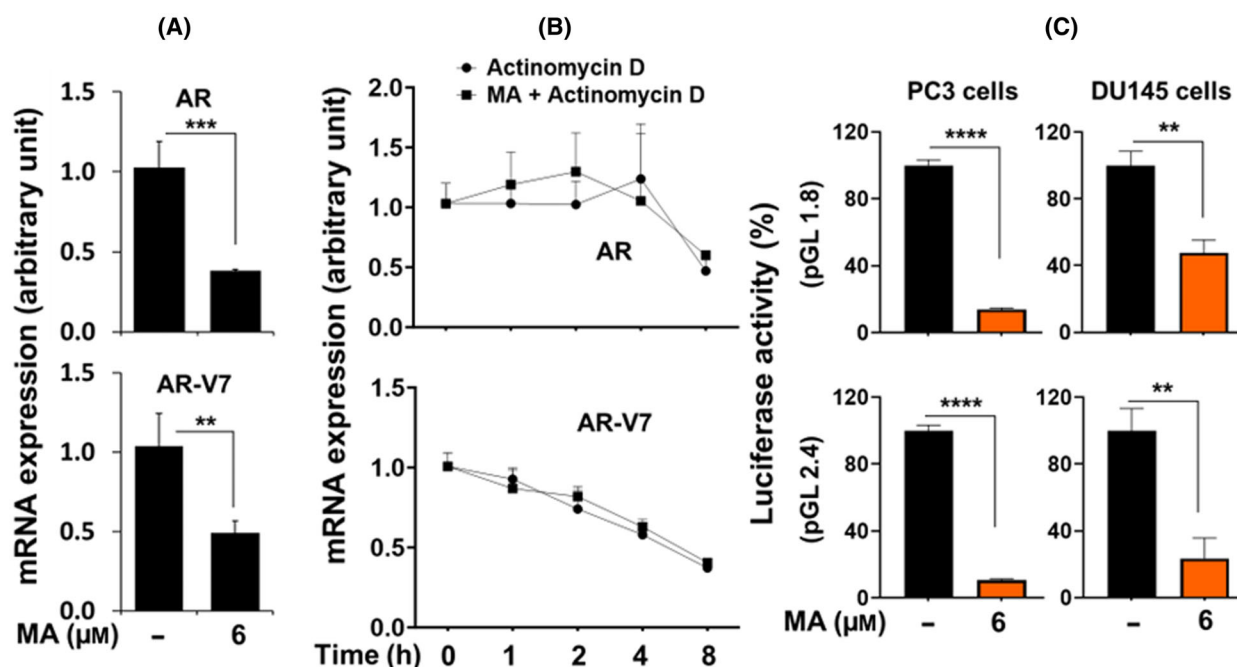 (A)
AR
mRNA expression (arbitrary unit)
1.5
1.0
0.5
0.0
***
AR-V7
1.5
1.0
0.5
0.0
**
MA (μM)
–
6
(B)
Actinomycin D
MA + Actinomycin D
mRNA expression (arbitrary unit)
2.0
1.5
1.0
0.5
0.0
AR
2.0
1.5
1.0
0.5
0.0
AR-V7
Time (h)
0
1
2
4
8
(C)
PC3 cells
DU145 cells
Luciferase activity (%)
(pGL 1.8)
120
80
40
0
****
120
80
40
0
**
(pGL 2.4)
120
80
40
0
****
120
80
40
0
**
MA (μM)
–
6
–
6